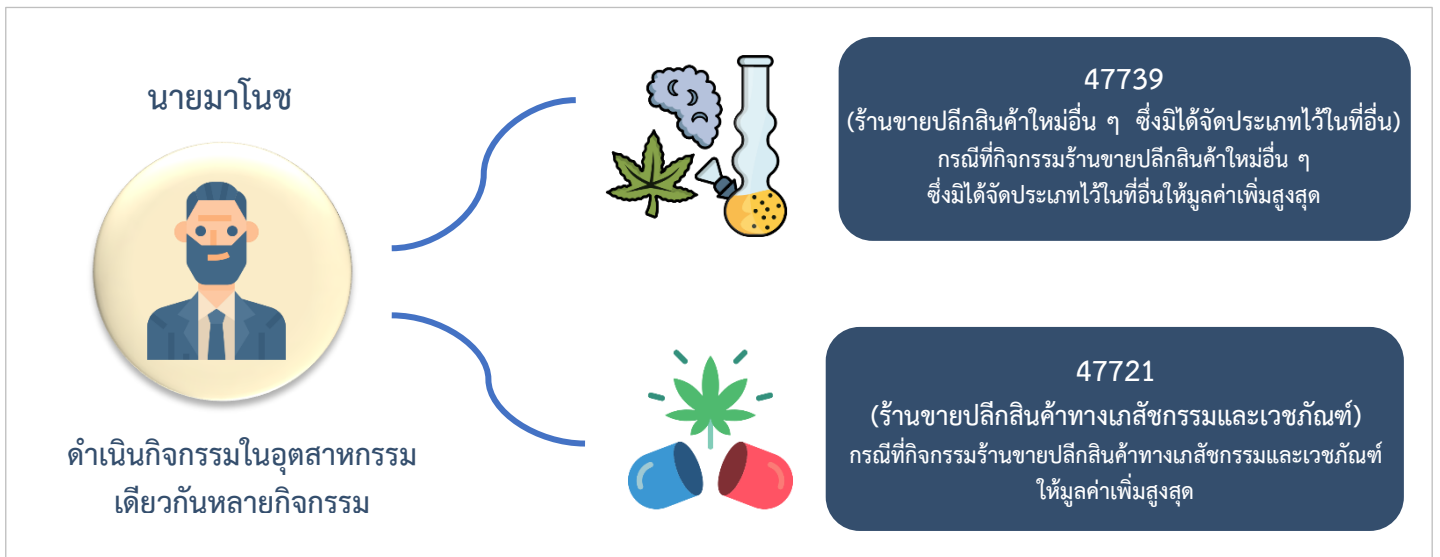 นายมาโนช
ดำเนินกิจกรรมในอุตสาหกรรม
เดียวกันหลายกิจกรรม
47739
(ร้านขายปลีกสินค้าใหม่อื่น ๆ ซึ่งมิได้จัดประเภทไว้ในที่อื่น)
กรณีที่กิจกรรมร้านขายปลีกสินค้าใหม่อื่น ๆ
ซึ่งมิได้จัดประเภทไว้ในที่อื่นให้มูลค่าเพิ่มสูงสุด
47721
(ร้านขายปลีกสินค้าทางเภสัชกรรมและเวชภัณฑ์)
กรณีที่กิจกรรมร้านขายปลีกสินค้าทางเภสัชกรรมและเวชภัณฑ์
ให้มูลค่าเพิ่มสูงสุด